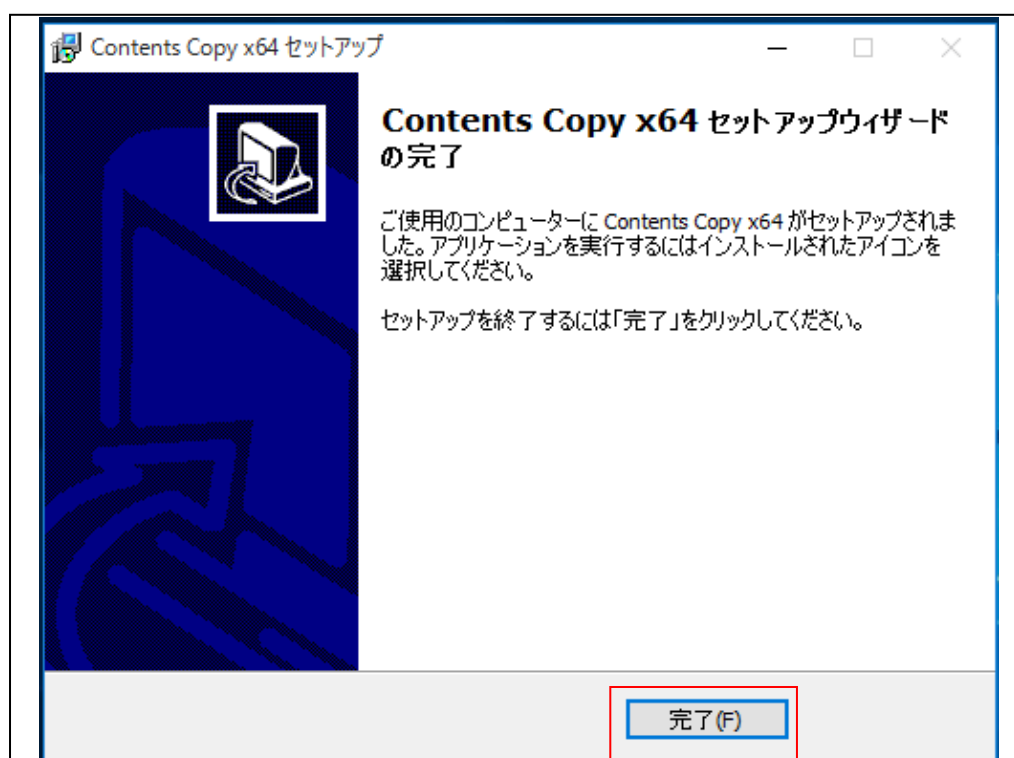 Contents Copy x64 セットアップ
Contents Copy x64 セットアップウィザード
の完了
ご使用のコンピューターに Contents Copy x64 がセットアップされま
した。アプリケーションを実行するにはインストールされたアイコンを
選択してください。
セットアップを終了するには「完了」をクリックしてください。
完了(F)